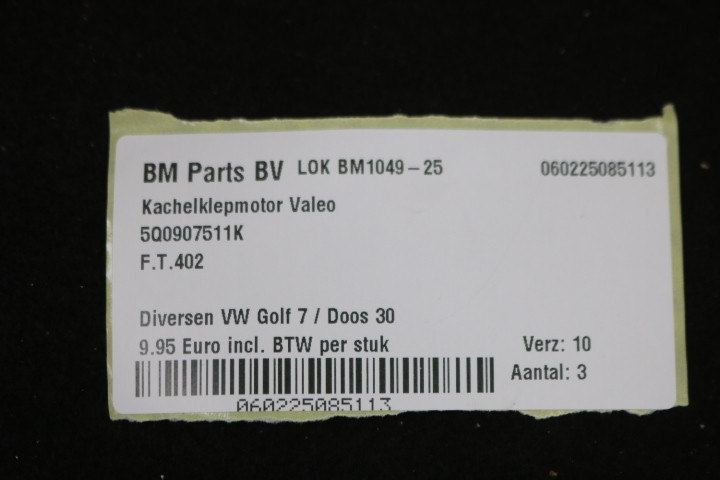 BM Parts BV LOK BM1049-25 060225085113
Kachelklepmotor Valeo
5Q0907511K
F.T.402
Diversen VW Golf 7 / Doos 30
9.95 Euro incl. BTW per stuk Verz: 10
Aantal: 3
060225085113